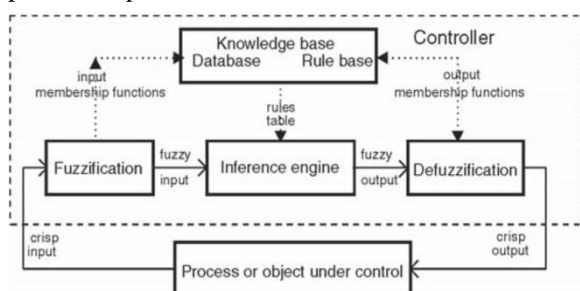 Controller
Knowledge base
Database Rule base
input
membership functions
output
membership functions
rules
table
Fuzzification
fuzzy
input
Inference engine
fuzzy
output
Defuzzification
crisp
input
crisp
output
Process or object under control